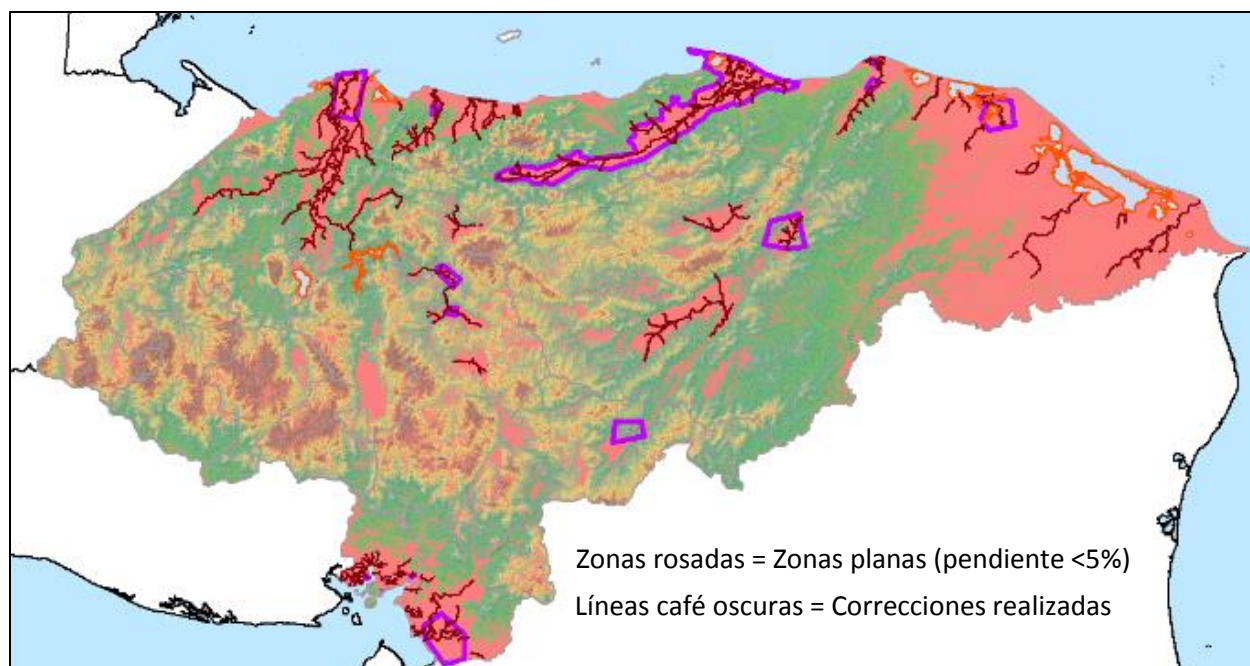 Zonas rosadas = Zonas planas (pendiente <5%)
Líneas café oscuras = Correcciones realizadas